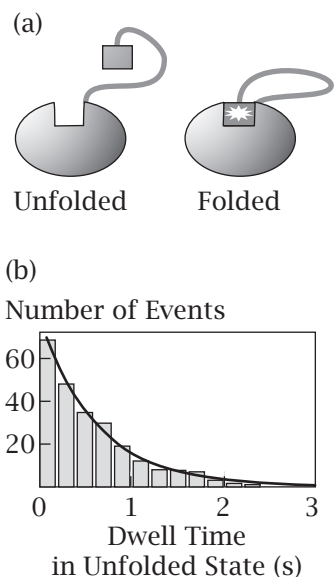 (a)
Unfolded Folded
(b)
Number of Events
60
40
20
0 1 2 3
Dwell Time
in Unfolded State (s)